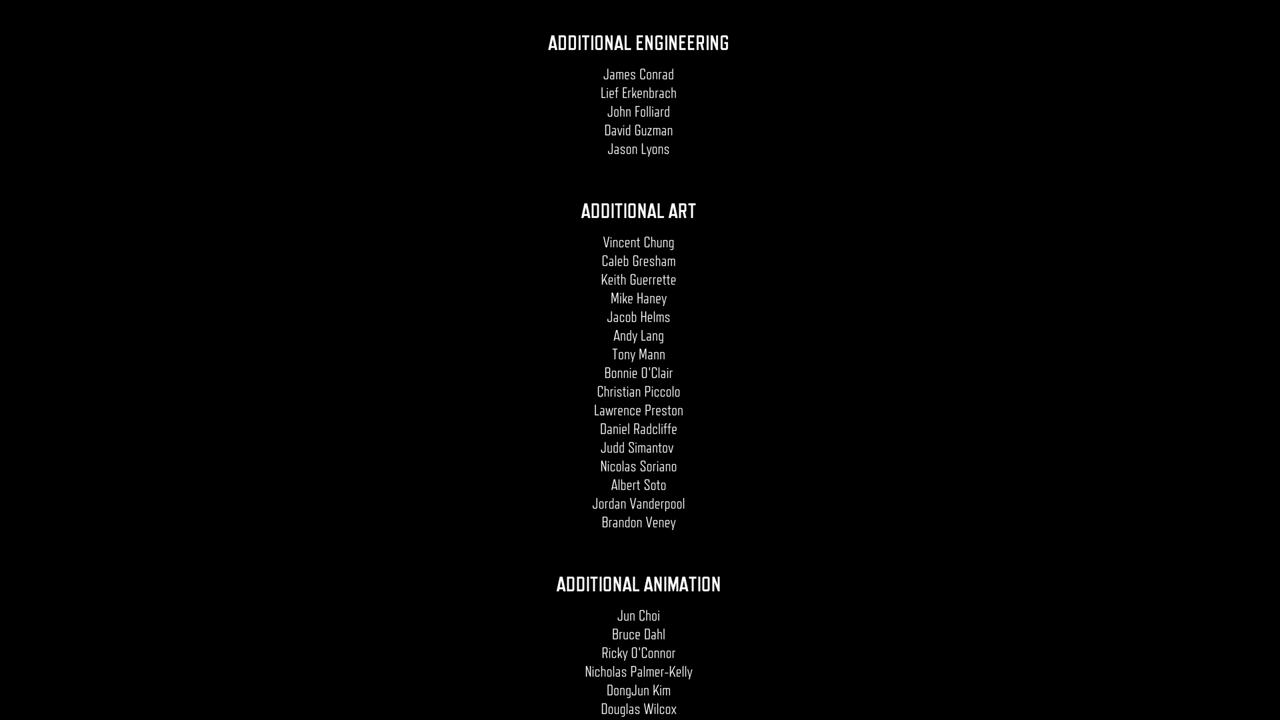 ADDITIONAL ENGINEERING
James Conrad
Lief Erkenbrach
John Folliard
David Guzman
Jason Lyons
ADDITIONAL ART
Vincent Chung
Caleb Gresham
Keith Guerrette
Mike Haney
Jacob Helms
Andy Lang
Tony Mann
Bonnie O'Clair
Christian Piccolo
Lawrence Preston
Daniel Radcliffe
Judd Simantov
Nicolas Soriano
Albert Soto
Jordan Vanderpool
Brandon Veney
ADDITIONAL ANIMATION
Jun Choi
Bruce Dahl
Ricky O'Connor
Nicholas Palmer-Kelly
DongJun Kim
Douglas Wilcox